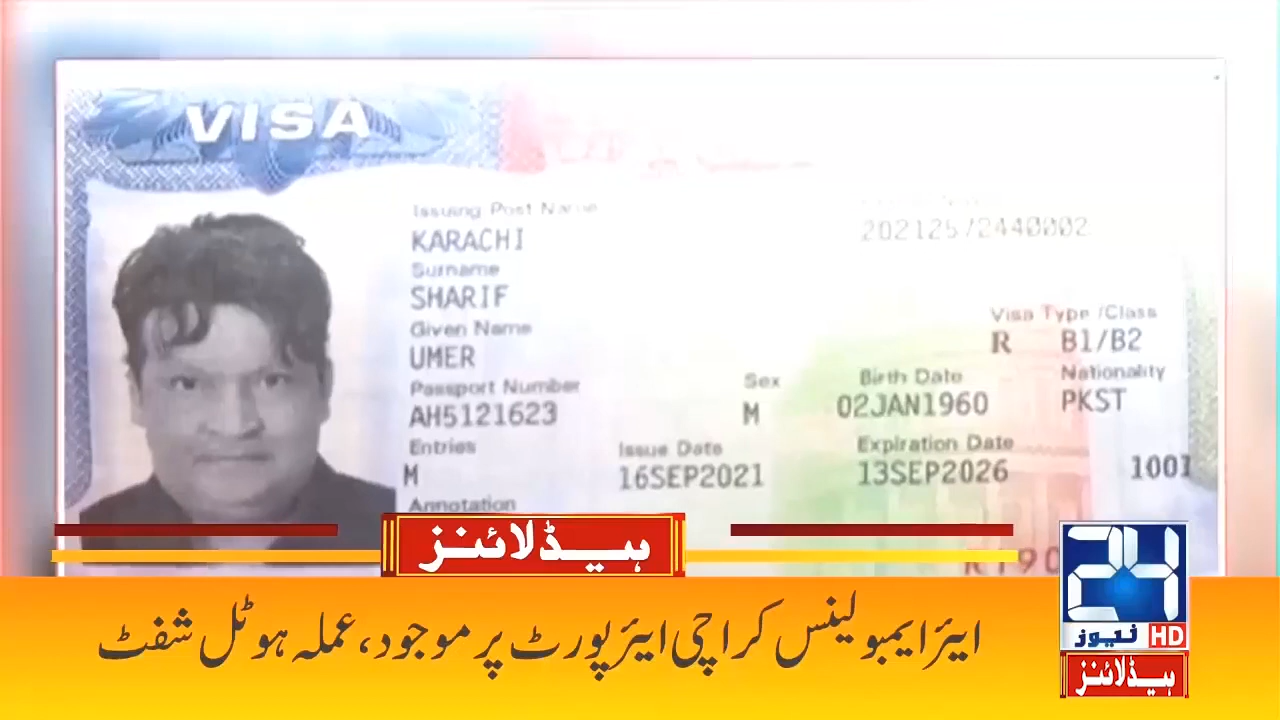 VISA
Issuing Post Name
KARACHI
Surname
SHARIF
Given Name
UMER
Passport Number
AH5121623
Entries
M
Annotation
Sex
M
Issue Date
16SEP2021
20212572440002
Visa Type /Class
R B1/B2
Birth Date
02JAN1960
Nationality
PKST
Expiration Date
13SEP2026
1001
ہیڈلائنز
ایئر ایمبولینس کراچی ایئرپورٹ پر موجود، عملہ ہوٹل شفٹ
24
نیوز HD
ہیڈلائنز